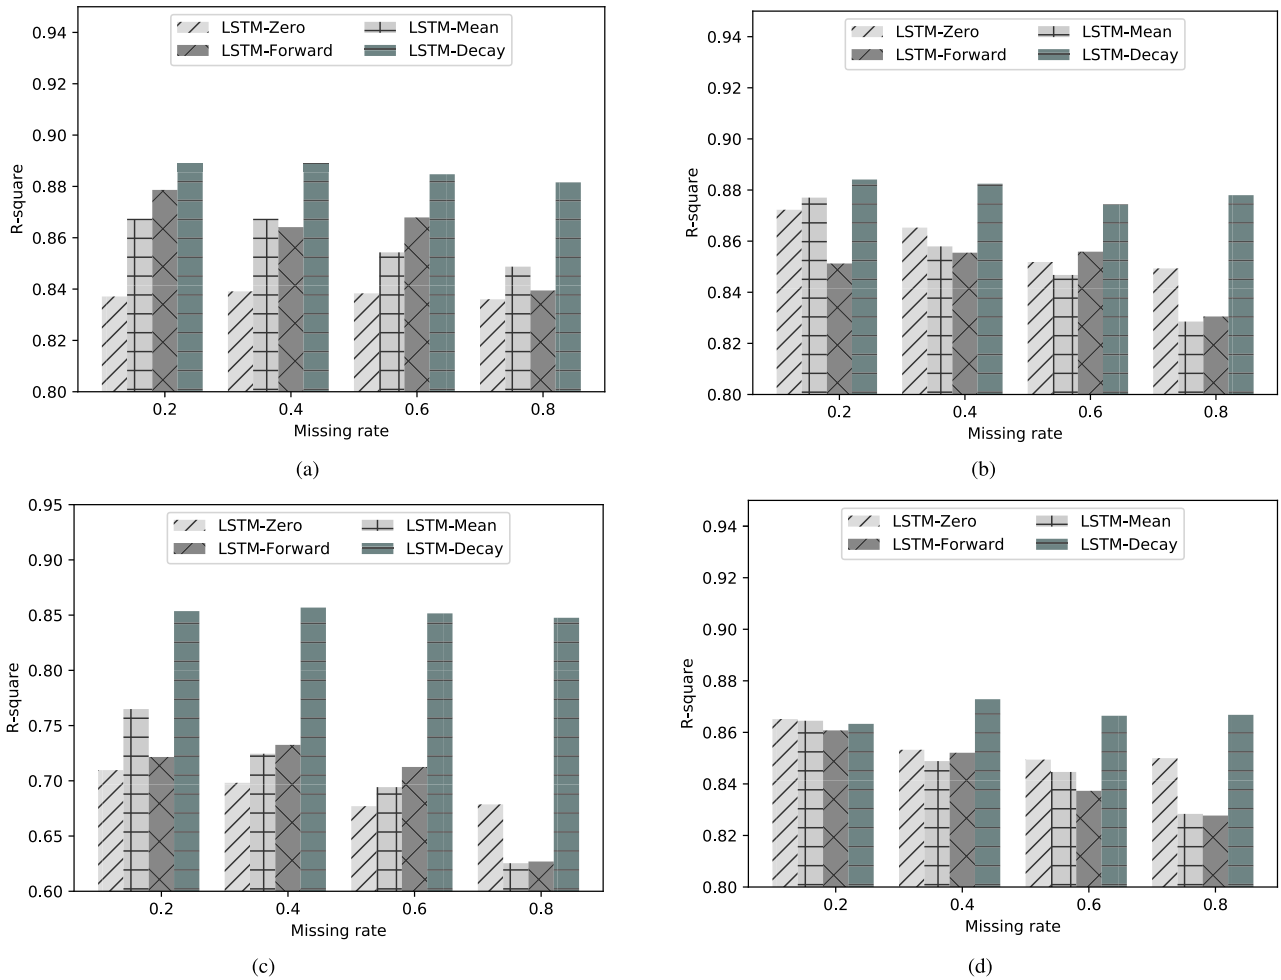 0.94
0.92
0.90
0.88
0.86
0.84
0.82
0.80
R-square
LSTM-Zero
LSTM-Mean
LSTM-Forward
LSTM-Decay
0.2
0.4
0.6
0.8
Missing rate
(a)
0.94
0.92
0.90
0.88
0.86
0.84
0.82
0.80
R-square
LSTM-Zero
LSTM-Mean
LSTM-Forward
LSTM-Decay
0.2
0.4
0.6
0.8
Missing rate
(b)
0.95
0.90
0.85
0.80
0.75
0.70
0.65
0.60
R-square
LSTM-Zero
LSTM-Mean
LSTM-Forward
LSTM-Decay
0.2
0.4
0.6
0.8
Missing rate
(c)
0.94
0.92
0.90
0.88
0.86
0.84
0.82
0.80
R-square
LSTM-Zero
LSTM-Mean
LSTM-Forward
LSTM-Decay
0.2
0.4
0.6
0.8
Missing rate
(d)